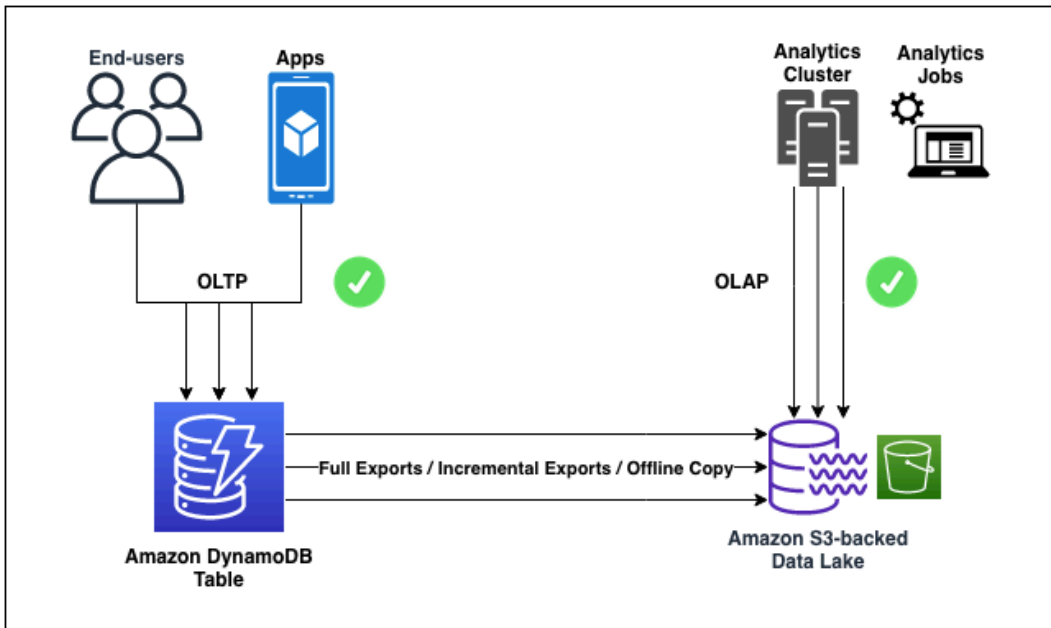 End-users
Apps
Analytics
Cluster
Analytics
Jobs
OLTP
OLAP
Full Exports / Incremental Exports / Offline Copy
Amazon DynamoDB
Table
Amazon S3-backed
Data Lake